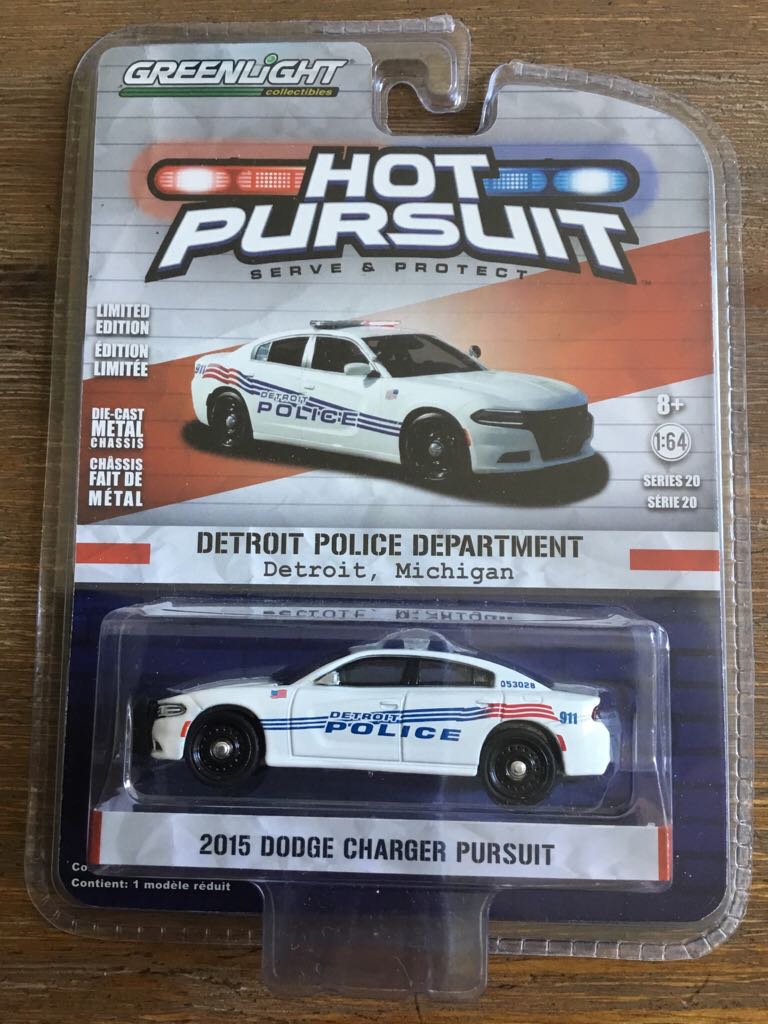 GREENLIGHT
collectibles
HOT
PURSUIT
SERVE & PROTECT
TM
LIMITED
EDITION
ÉDITION
LIMITÉE
DIE-CAST
METAL
CHASSIS
CHÂSSIS
FAIT DE
MÉTAL
911
DETROIT
POLICE
8+
1:64
SERIES 20
SÉRIE 20
DETROIT POLICE DEPARTMENT
Detroit, Michigan
053028
DETROIT
POLICE
911
2015 DODGE CHARGER PURSUIT
Co
Contient: 1 modèle réduit